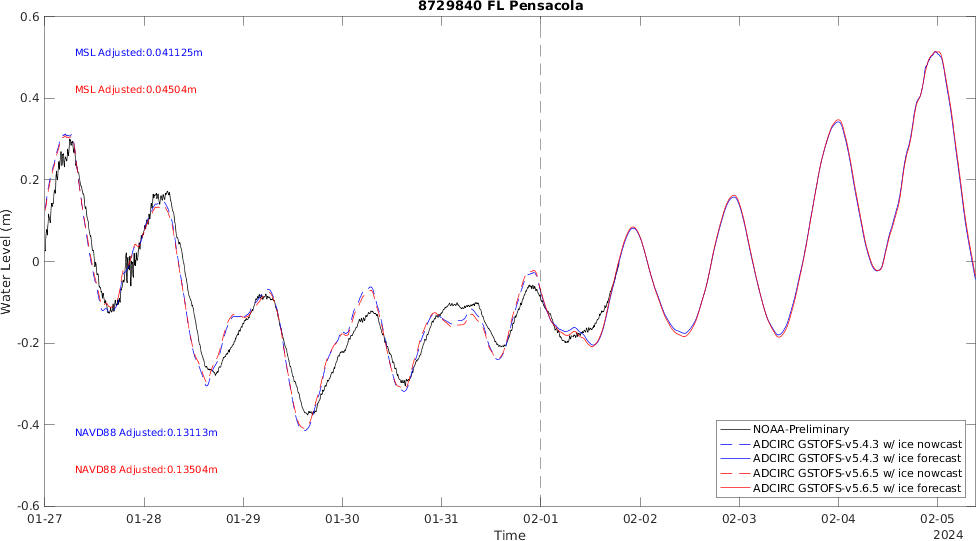 8729840 FL Pensacola
0.6
MSL Adjusted:0.041125m
MSL Adjusted:0.04504m
0.4
0.2
0
-0.2
-0.4
-0.6
Water Level (m)
NAVD88 Adjusted:0.13113m
NAVD88 Adjusted:0.13504m
NOAA-Preliminary
ADCIRC GSTOFS-v5.4.3 w/ ice nowcast
ADCIRC GSTOFS-v5.4.3 w/ ice forecast
ADCIRC GSTOFS-v5.6.5 w/ ice nowcast
ADCIRC GSTOFS-v5.6.5 w/ ice forecast
01-27 01-28 01-29 01-30 01-31 02-01 02-02 02-03 02-04 02-05
Time
2024